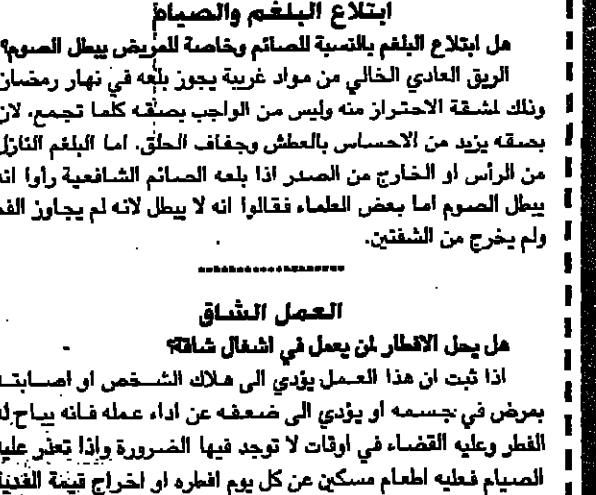 ابتلاع البلغم والصيام
هل ابتلاع البلغم بالنسبة للصائم وخاصة للمريض يبطل الصوم؟
الريق العادي الخالي من مواد غريبة يجوز بلعه في نهار رمضان
وذلك لمشقة الاحتراز منه وليس من الواجب بصقه كلما تجمع، لان
بصقه يزيد من الاحساس بالعطش وجفاف الحلق. اما البلغم النازل
من الرأس او الخارج من الصدر اذا بلعه الصائم الشافعية رأوا انه
يبطل الصوم اما بعض العلماء فقالوا انه لا يبطل لانه لم يجاوز الفم
ولم يخرج من الشفتين.
العمل الشاق
هل يحل الافطار لمن يعمل في اشغال شاقة؟
اذا ثبت ان هذا العمل يؤدي الى هلاك الشخص او اصابته
بمرض في جسمه او يؤدي الى ضعفه عن اداء عمله فانه يباح له
الفطر وعليه القضاء في اوقات لا توجد فيها الضرورة واذا تعذر عليه
الصيام فعليه اطعام مسكين عن كل يوم افطره او اخراج قيمة الفدية